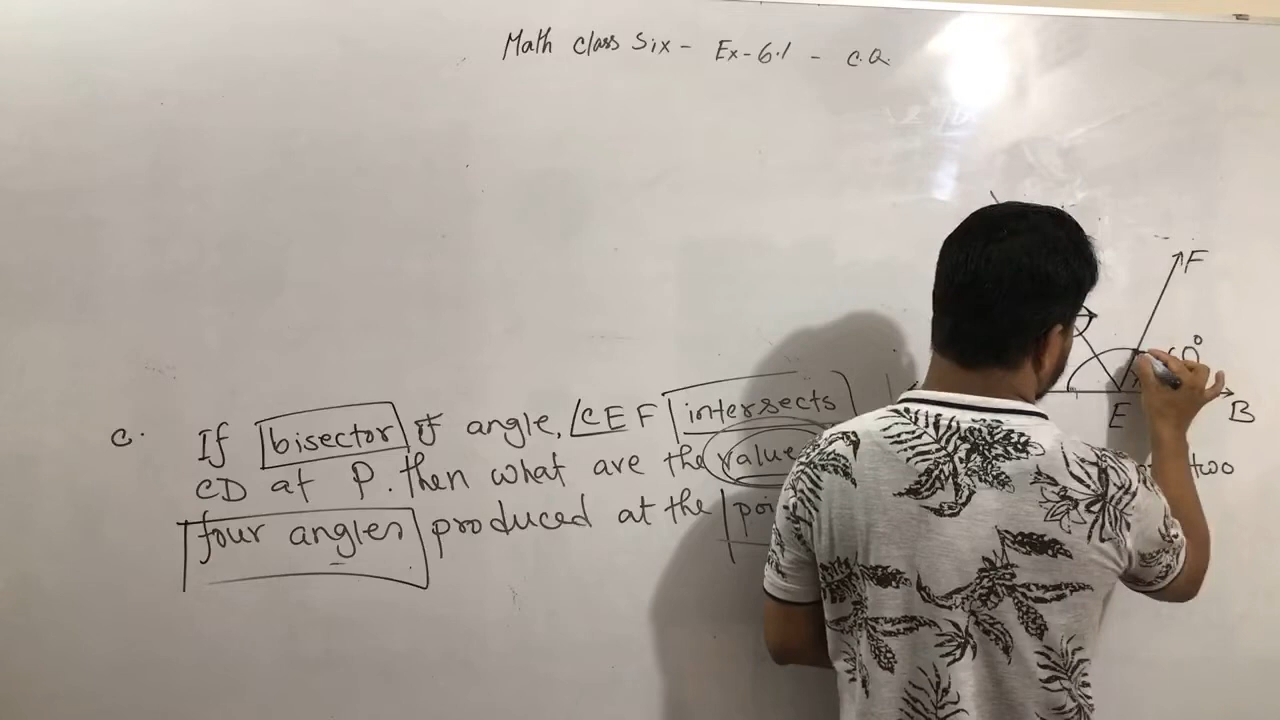 Math class Six - Ex-6.1 - C.Q.
F
60°
E
B
two
c. If bisector of angle, ∠CEF intersects
CD at P. then what are the value
four angles produced at the